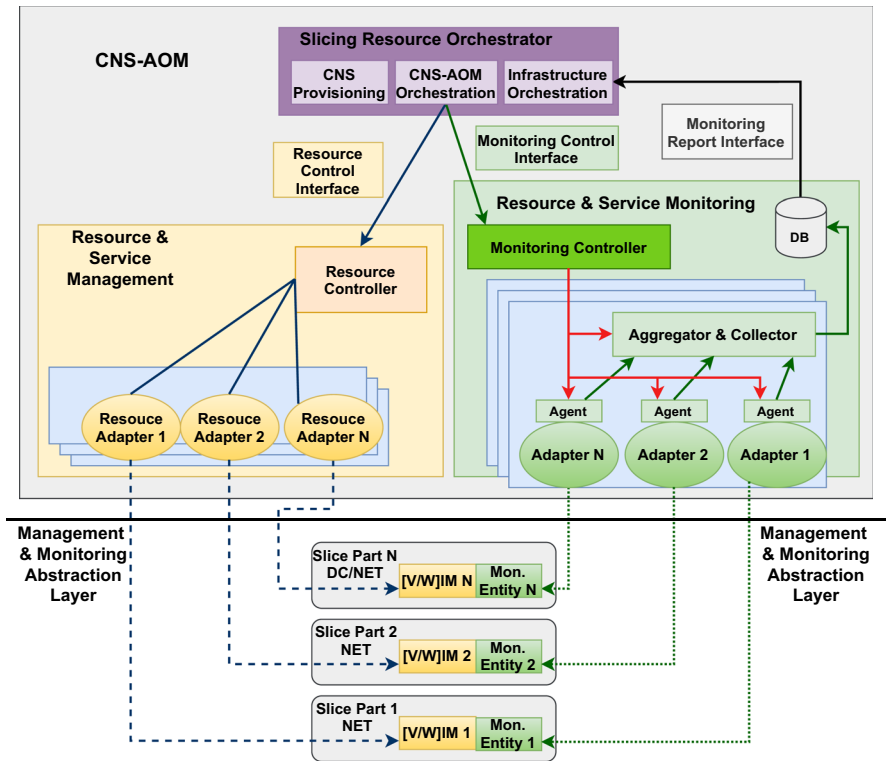 Slicing Resource Orchestrator
CNS-AOM
CNS
Provisioning
CNS-AOM
Orchestration
Infrastructure
Orchestration
Resource
Control
Interface
Monitoring Control
Interface
Monitoring
Report Interface
Resource &
Service
Management
Resource
Controller
Resouce
Adapter 1
Resouce
Adapter 2
Resouce
Adapter N
Resource & Service Monitoring
Monitoring Controller
DB
Aggregator & Collector
Agent
Agent
Agent
Adapter N
Adapter 2
Adapter 1
Management
& Monitoring
Abstraction
Layer
Management
& Monitoring
Abstraction
Layer
Slice Part N
DC/NET
[V/W]IM N
Mon.
Entity N
Slice Part 2
NET
[V/W]IM 2
Mon.
Entity 2
Slice Part 1
NET
[V/W]IM 1
Mon.
Entity 1